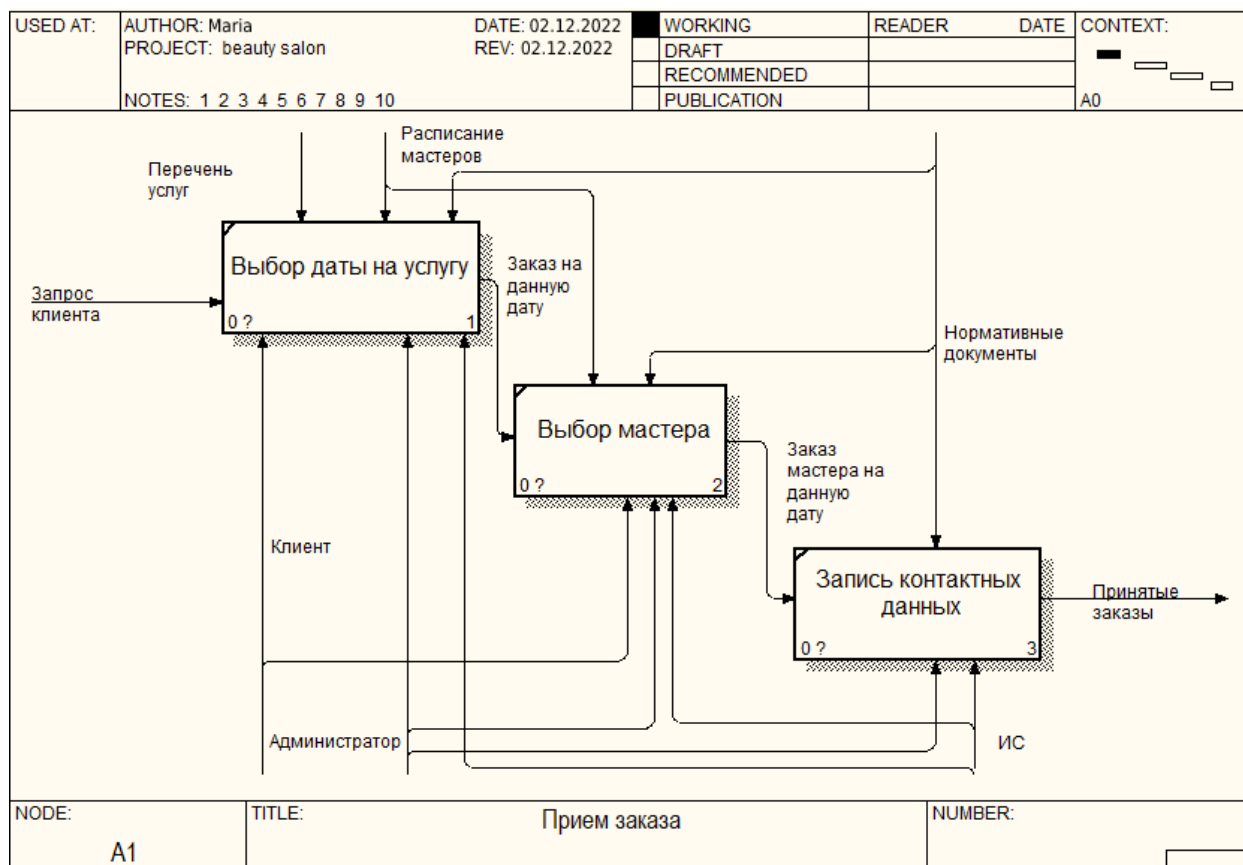 USED AT:
AUTHOR: Maria
DATE: 02.12.2022
PROJECT: beauty salon
REV: 02.12.2022
NOTES: 1 2 3 4 5 6 7 8 9 10
WORKING
DRAFT
RECOMMENDED
PUBLICATION
READER
DATE
CONTEXT:
A0
Расписание
мастеров
Перечень
услуг
Выбор даты на услугу
0 ?
1
Запрос
клиента
Заказ на
данную
дату
Нормативные
документы
Выбор мастера
0 ?
2
Заказ
мастера на
данную
дату
Клиент
Запись контактных
данных
0 ?
3
Принятые
заказы
Администратор
ИС
NODE:
A1
TITLE:
Прием заказа
NUMBER: